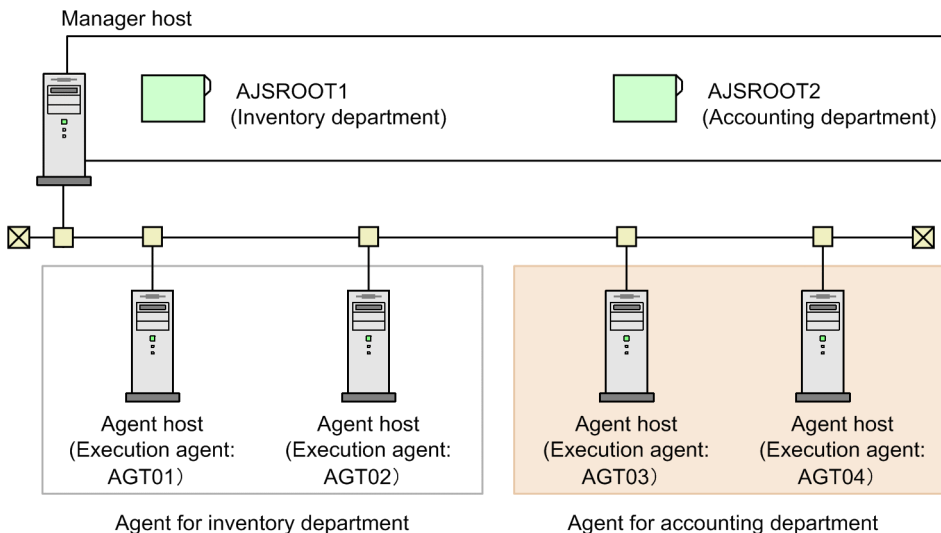 Manager host
AJSROOT1
(Inventory department)
AJSROOT2
(Accounting department)
Agent host
(Execution agent:
AGT01）
Agent host
(Execution agent:
AGT02）
Agent host
(Execution agent:
AGT03）
Agent host
(Execution agent:
AGT04）
Agent for inventory department
Agent for accounting department